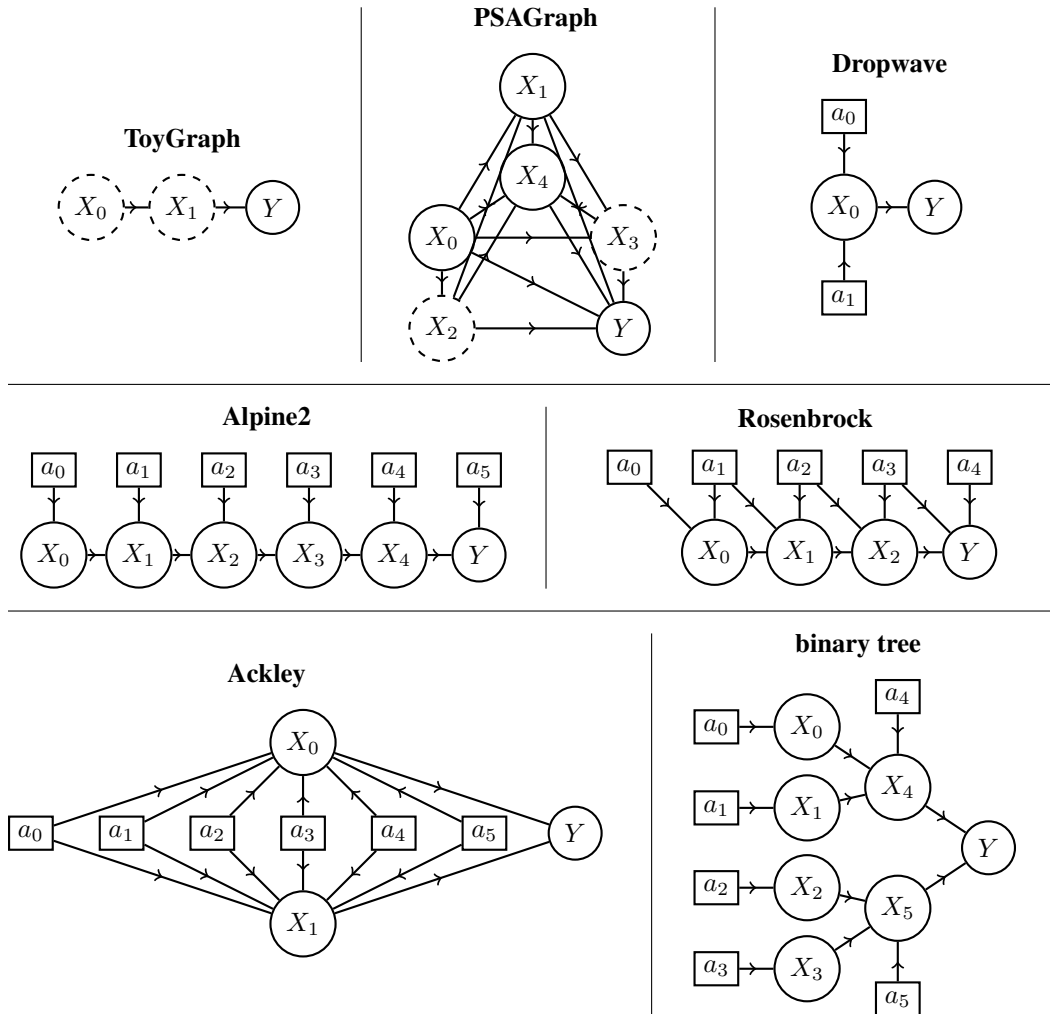 PSAGraph
ToyGraph
Dropwave
X₀ X₁ Y
X₁
X₄
X₀ X₃
X₂ Y
a₀
X₀ Y
a₁
Alpine2
a₀ a₁ a₂ a₃ a₄ a₅
X₀ X₁ X₂ X₃ X₄ Y
Rosenbrock
a₀ a₁ a₂ a₃ a₄
X₀ X₁ X₂ Y
Ackley
X₀
a₀ a₁ a₂ a₃ a₄ a₅ Y
X₁
binary tree
a₄
a₀ X₀
X₄
a₁ X₁
Y
a₂ X₂
X₅
a₃ X₃
a₅